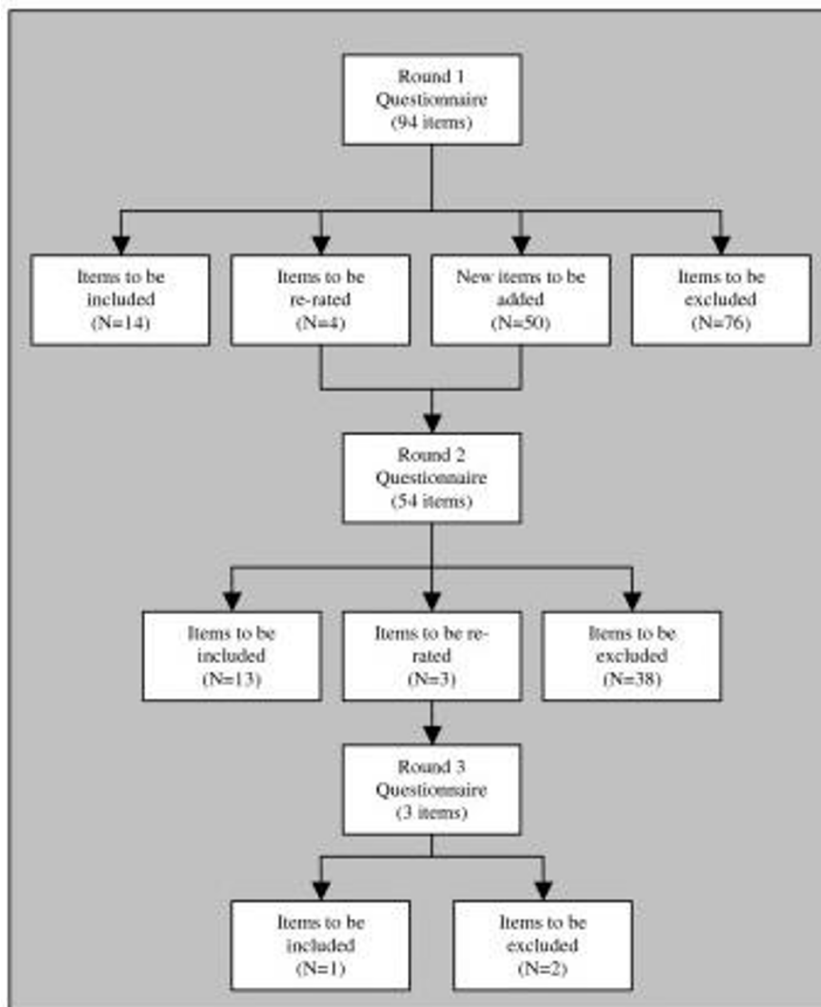 Round 1
Questionnaire
(94 items)
Items to be
included
(N=14)
Items to be
re-rated
(N=4)
New items to be
added
(N=50)
Items to be
excluded
(N=76)
Round 2
Questionnaire
(54 items)
Items to be
included
(N=13)
Items to be re-
rated
(N=3)
Items to be
excluded
(N=38)
Round 3
Questionnaire
(3 items)
Items to be
included
(N=1)
Items to be
excluded
(N=2)